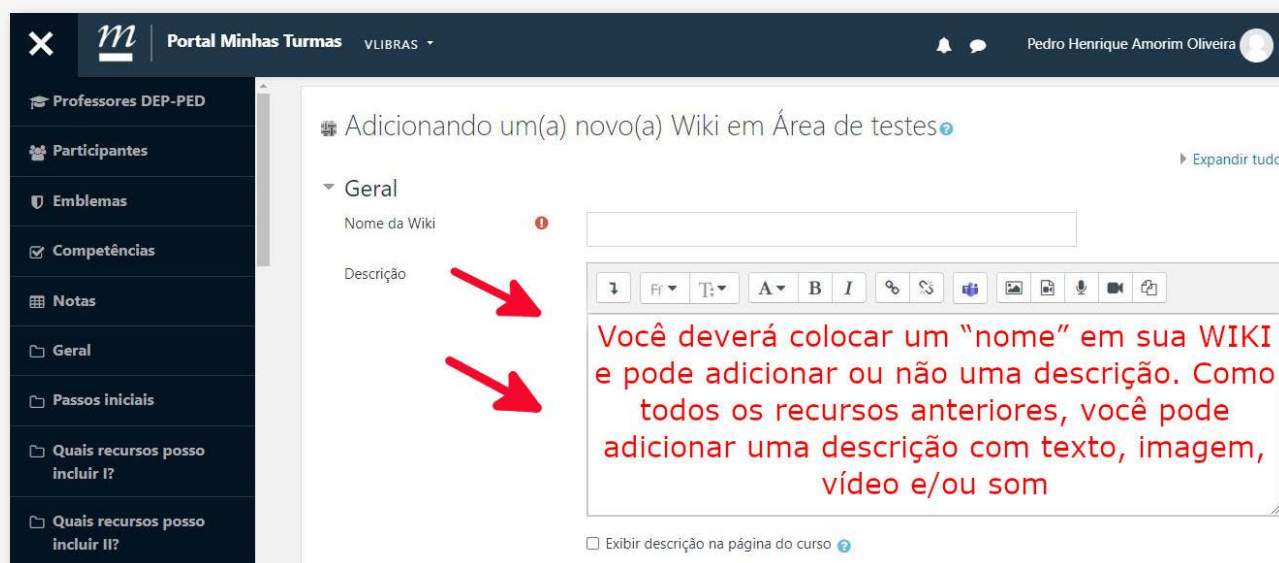 m Portal Minhas Turmas VLIBRAS Pedro Henrique Amorim Oliveira
Professores DEP-PED
Participantes
Emblemas
Competências
Notas
Geral
Passos iniciais
Quais recursos posso
incluir I?
Quais recursos posso
incluir II?
Adicionando um(a) novo(a) Wiki em Área de testes
Expandir tudo
Geral
Nome da Wiki
Descrição
Ff T: A B I
Você deverá colocar um “nome” em sua WIKI
e pode adicionar ou não uma descrição. Como
todos os recursos anteriores, você pode
adicionar uma descrição com texto, imagem,
vídeo e/ou som
Exibir descrição na página do curso